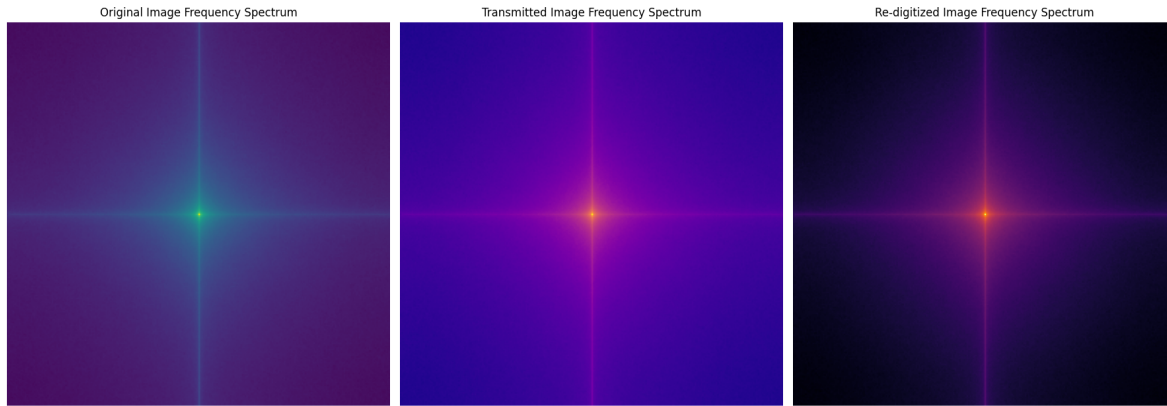 Original Image Frequency Spectrum
Transmitted Image Frequency Spectrum
Re-digitized Image Frequency Spectrum